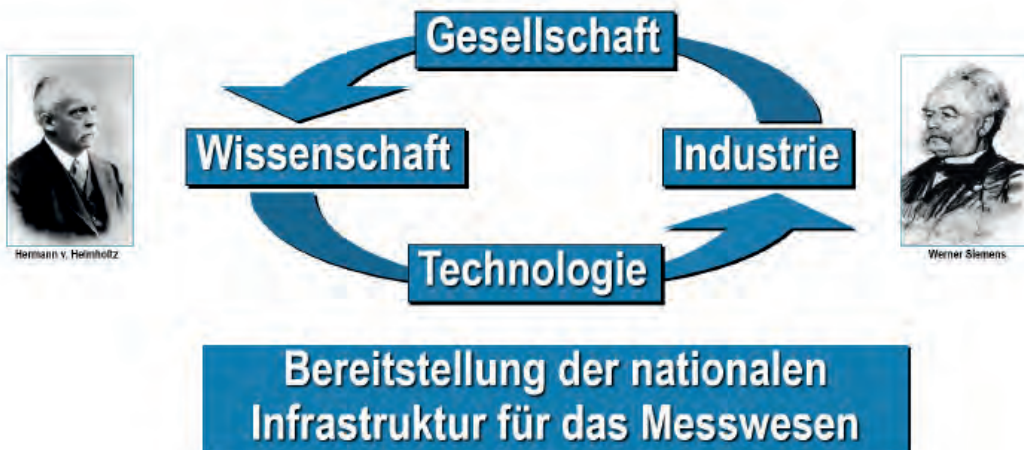 Gesellschaft
Wissenschaft
Industrie
Hermann v. Helmholtz
Werner Siemens
Technologie
Bereitstellung der nationalen
Infrastruktur für das Messwesen